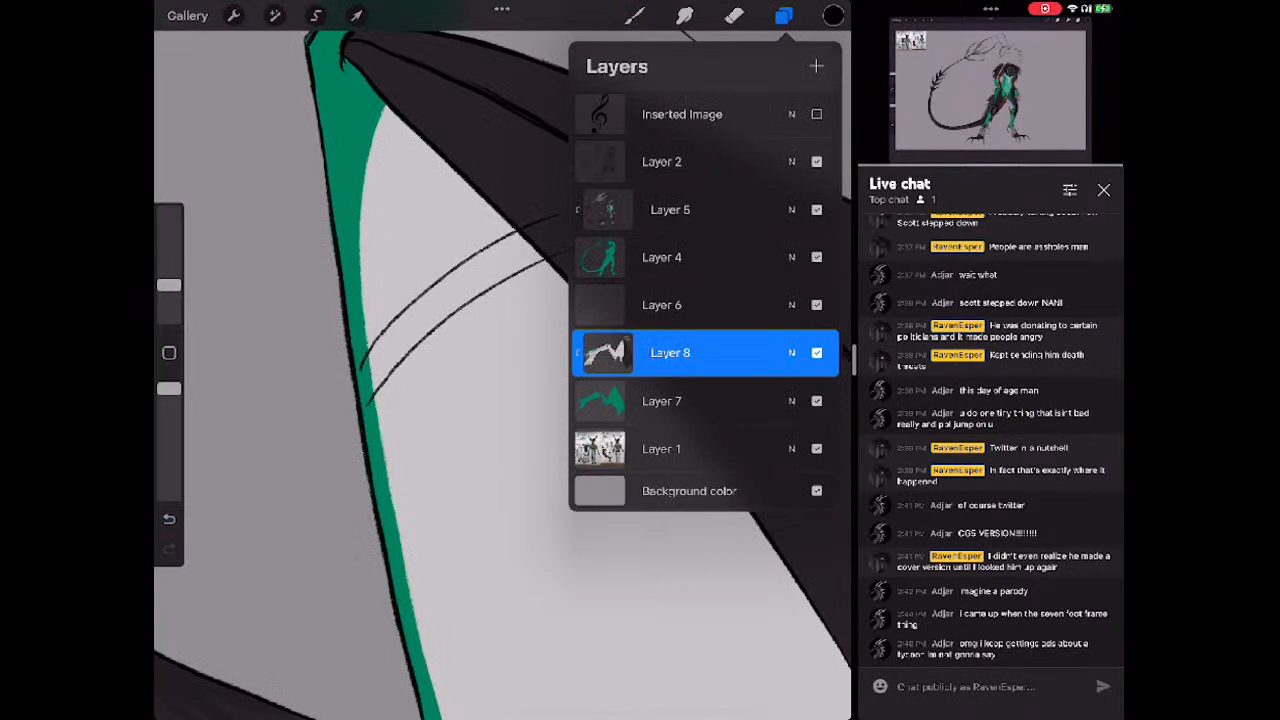 Gallery
Layers
Inserted Image N
Layer 2 N
Layer 5 N
Layer 4 N
Layer 6 N
Layer 8 N
Layer 7 N
Layer 1 N
Background color
Live chat
Top chat 1
Scott stepped down
2:37 PM RavenEsper People are assholes man
2:37 PM Adjar wait what
2:38 PM Adjar scott stepped down NANI
2:38 PM RavenEsper He was donating to certain
politicians and it made people angry
2:38 PM RavenEsper Kept sending him death
threats
2:38 PM Adjar this day of age man
2:39 PM Adjar u do one tiny thing that isint bad
really and ppl jump on u
2:39 PM RavenEsper Twitter in a nutshell
2:39 PM RavenEsper In fact that's exactly where it
happened
2:41 PM Adjar of course twitter
2:41 PM Adjar CG5 VERSION!!!!!!!!
2:41 PM RavenEsper I didn't even realize he made a
cover version until I looked him up again
2:42 PM Adjar imagine a parody
2:44 PM Adjar i came up when the seven foot frame
thing
2:48 PM Adjar omg i keep gettings ads about a
tycoon im not gonna say
Chat publicly as RavenEsper...